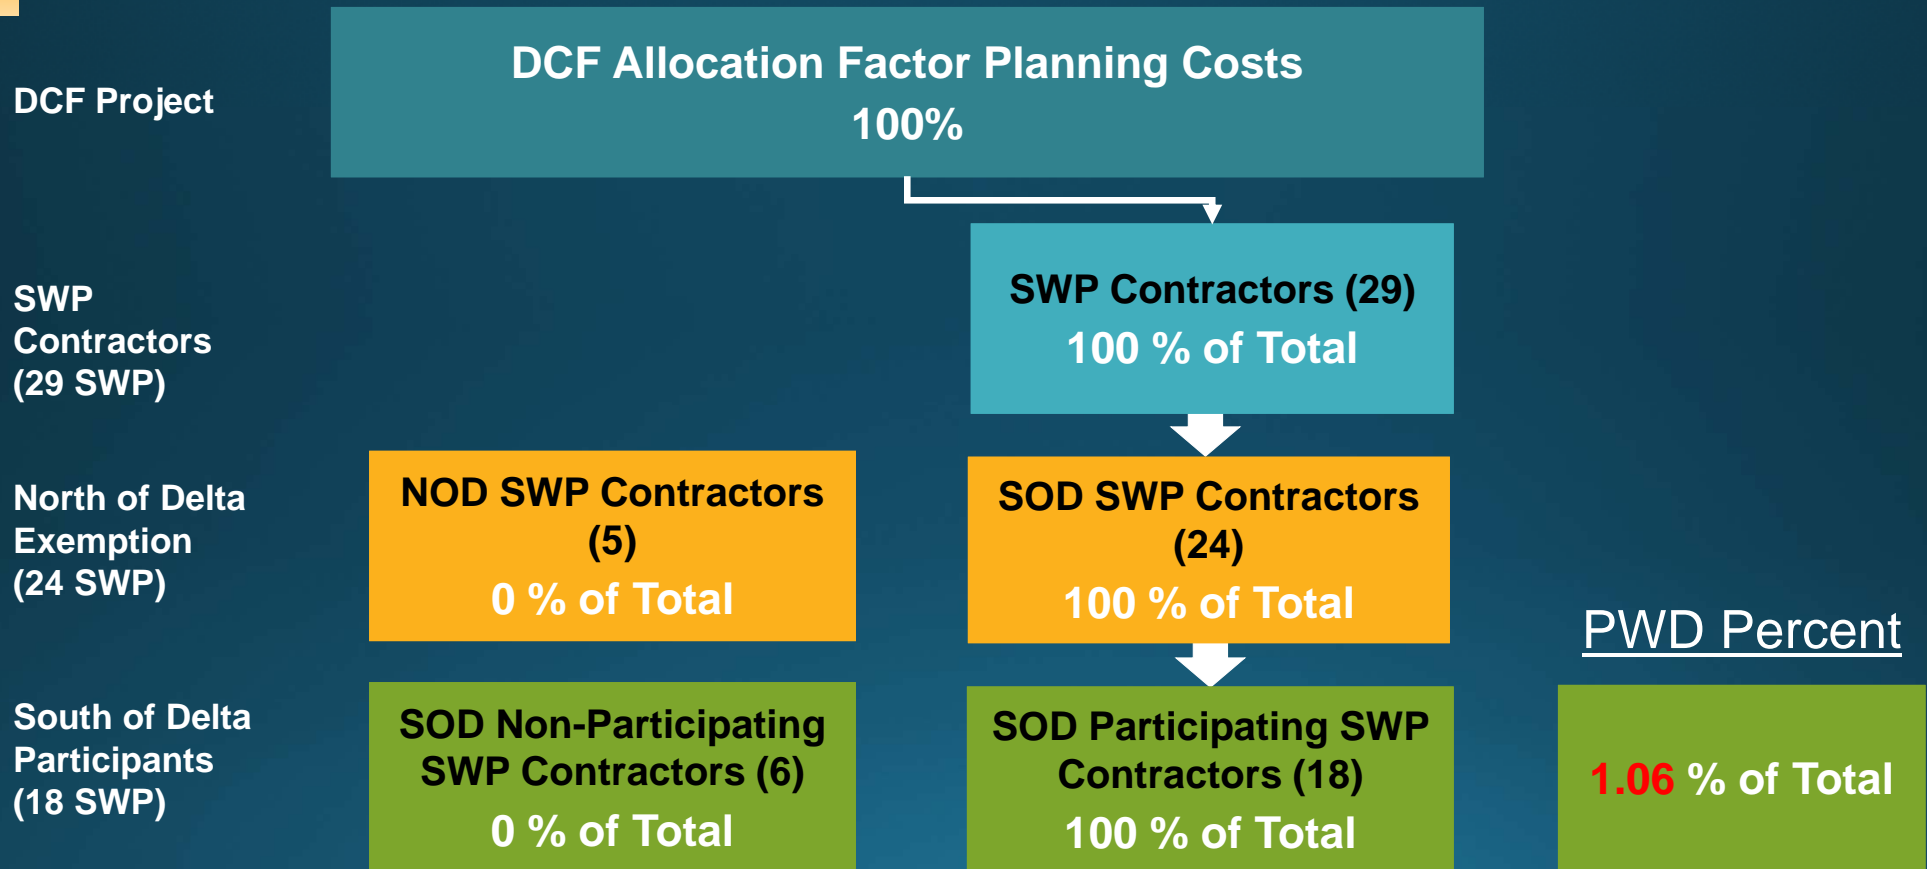 DCF Project
DCF Allocation Factor Planning Costs
100%
SWP
Contractors
(29 SWP)
SWP Contractors (29)
100 % of Total
North of Delta
Exemption
(24 SWP)
NOD SWP Contractors
(5)
0 % of Total
SOD SWP Contractors
(24)
100 % of Total
PWD Percent
South of Delta
Participants
(18 SWP)
SOD Non-Participating
SWP Contractors (6)
0 % of Total
SOD Participating SWP
Contractors (18)
100 % of Total
1.06 % of Total